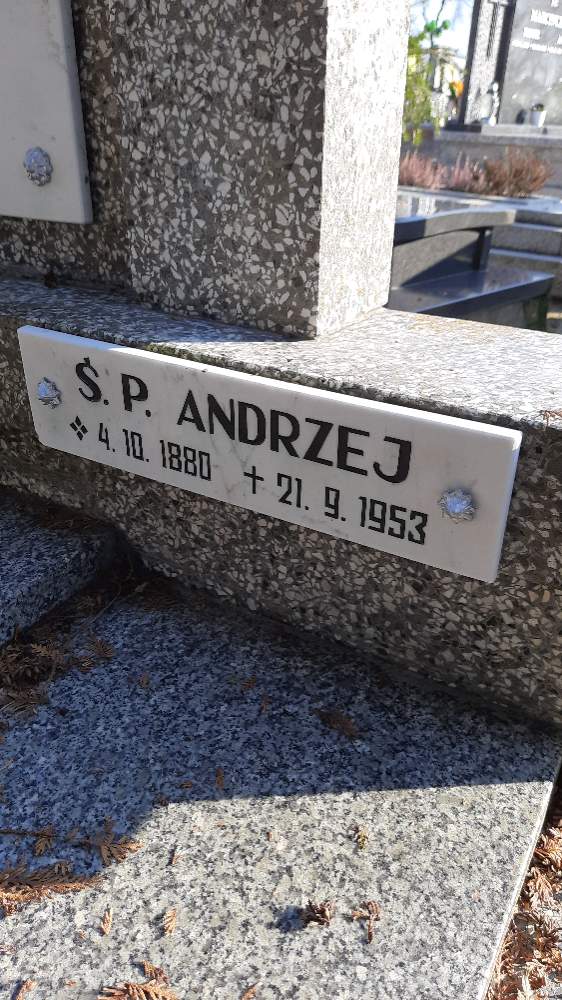 Ś. P. ANDRZEJ
❖ 4. 10. 1880 ✝ 21. 9. 1953